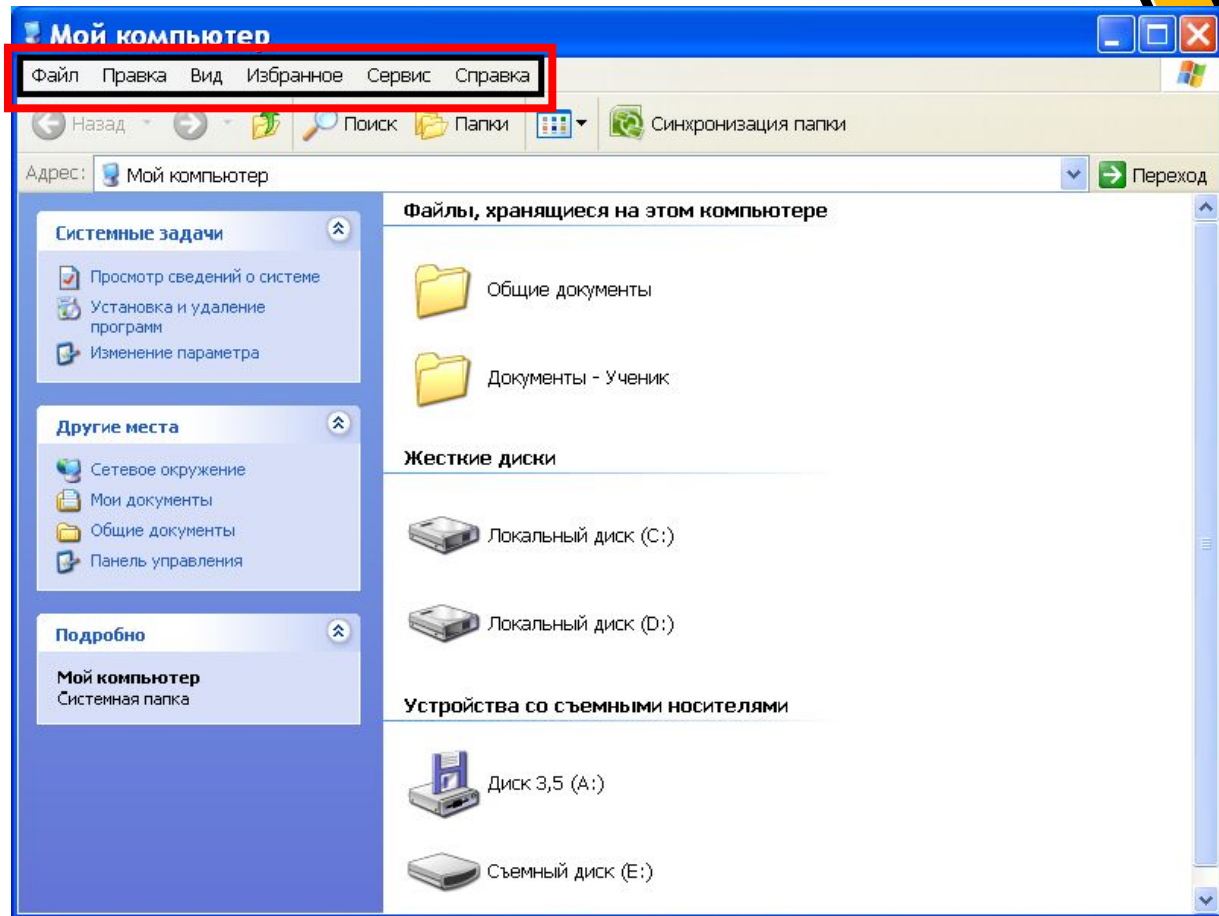 Мой компьютер
Файл Правка Вид Избранное Сервис Справка
Назад Поиск Папки Синхронизация папки
Адрес: Мой компьютер Переход
Системные задачи
Просмотр сведений о системе
Установка и удаление
программ
Изменение параметра
Другие места
Сетевое окружение
Мои документы
Общие документы
Панель управления
Подробно
Мой компьютер
Системная папка
Файлы, хранящиеся на этом компьютере
Общие документы
Документы - Ученик
Жесткие диски
Локальный диск (C:)
Локальный диск (D:)
Устройства со съемными носителями
Диск 3,5 (A:)
Съемный диск (E:)